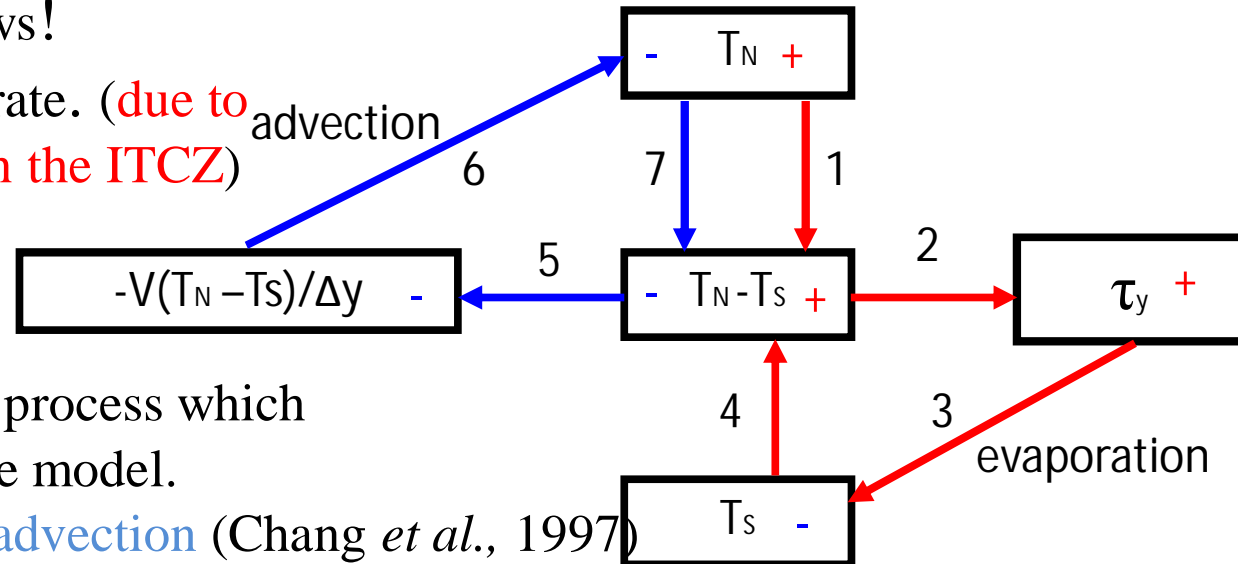 vs!
rate. (due to
n the ITCZ)
advection
6
- TN +
7
1
-V(TN –Ts)/Δy -
5
- TN -Ts +
2
τy +
process which
e model.
advection (Chang et al., 1997)
4
3
evaporation
Ts -